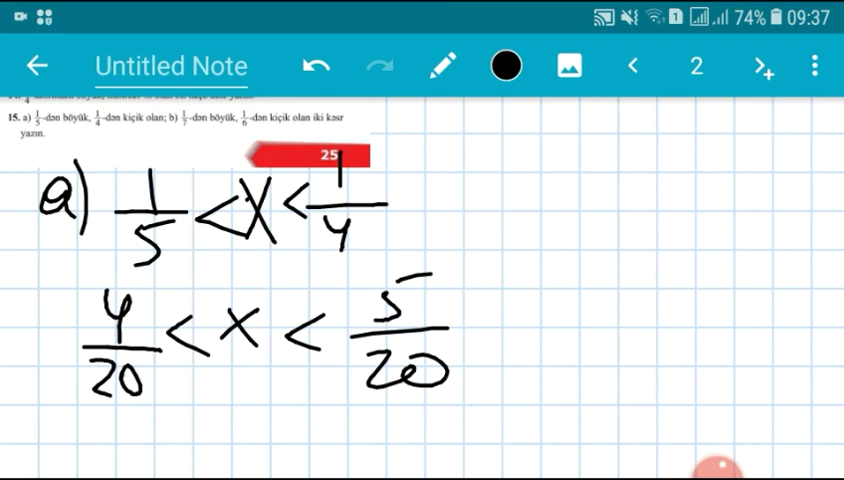 74% 09:37
Untitled Note 2
15. a) 1/5-dən böyük, 1/4-dən kiçik olan; b) 1/7-dən böyük, 1/6-dən kiçik olan iki kəsr
yazın.
25
a) 1/5 < X < 1/4
4/20 < x < 5/20